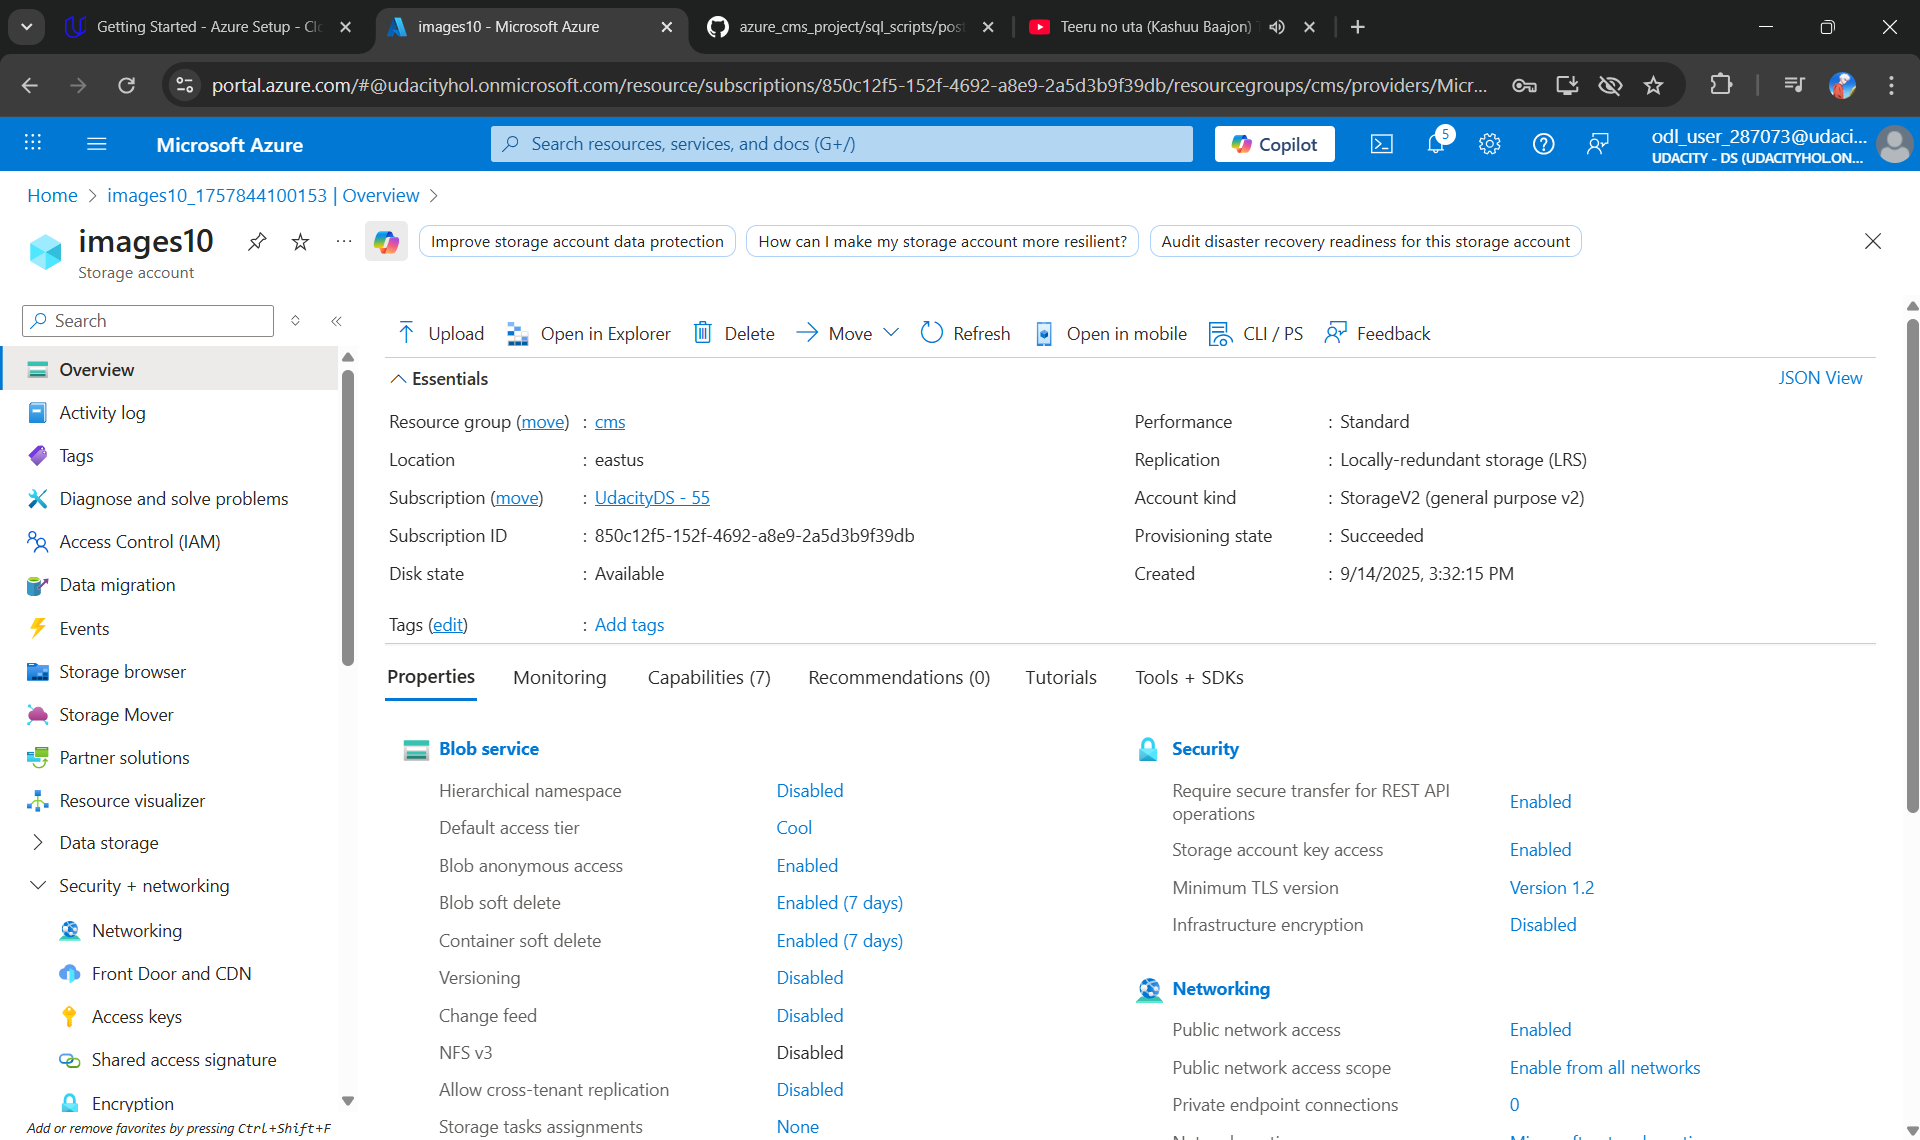 Getting Started - Azure Setup - Clo
images10 - Microsoft Azure
azure_cms_project/sql_scripts/post
Teeru no uta (Kashuu Baajon)
portal.azure.com/#@udacityhol.onmicrosoft.com/resource/subscriptions/850c12f5-152f-4692-a8e9-2a5d3b9f39db/resourcegroups/cms/providers/Micr...
Microsoft Azure
Search resources, services, and docs (G+/)
Copilot
5
odl_user_287073@udaci...
UDACITY - DS (UDACITYHOL.ON...
Home > images10_1757844100153 | Overview >
images10
Storage account
Improve storage account data protection
How can I make my storage account more resilient?
Audit disaster recovery readiness for this storage account
Search
Overview
Activity log
Tags
Diagnose and solve problems
Access Control (IAM)
Data migration
Events
Storage browser
Storage Mover
Partner solutions
Resource visualizer
Data storage
Security + networking
Networking
Front Door and CDN
Access keys
Shared access signature
Encryption
Add or remove favorites by pressing Ctrl+Shift+F
Upload
Open in Explorer
Delete
Move
Refresh
Open in mobile
CLI / PS
Feedback
Essentials
JSON View
Resource group (move) : cms
Location : eastus
Subscription (move) : UdacityDS - 55
Subscription ID : 850c12f5-152f-4692-a8e9-2a5d3b9f39db
Disk state : Available
Performance : Standard
Replication : Locally-redundant storage (LRS)
Account kind : StorageV2 (general purpose v2)
Provisioning state : Succeeded
Created : 9/14/2025, 3:32:15 PM
Tags (edit) : Add tags
Properties
Monitoring
Capabilities (7)
Recommendations (0)
Tutorials
Tools + SDKs
Blob service
Hierarchical namespace Disabled
Default access tier Cool
Blob anonymous access Enabled
Blob soft delete Enabled (7 days)
Container soft delete Enabled (7 days)
Versioning Disabled
Change feed Disabled
NFS v3 Disabled
Allow cross-tenant replication Disabled
Storage tasks assignments None
Security
Require secure transfer for REST API
operations Enabled
Storage account key access Enabled
Minimum TLS version Version 1.2
Infrastructure encryption Disabled
Networking
Public network access Enabled
Public network access scope Enable from all networks
Private endpoint connections 0